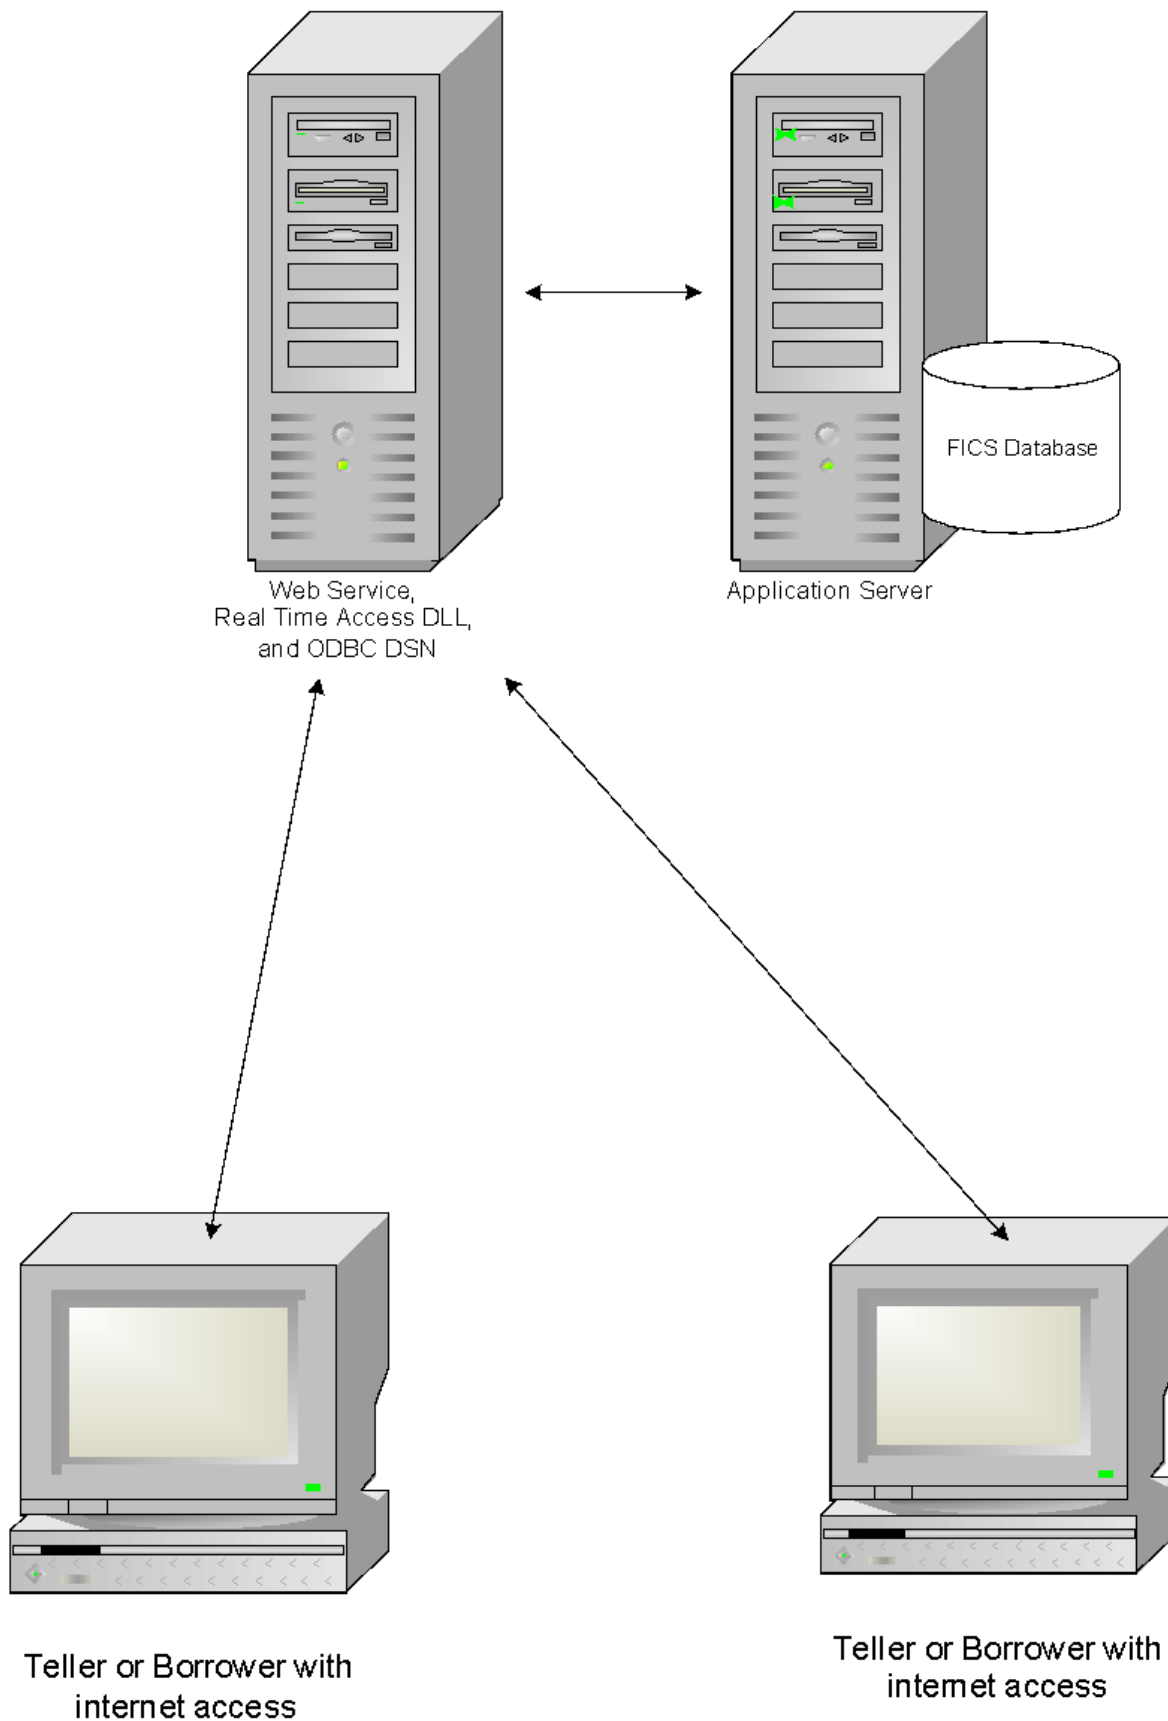 FICS Database
Web Service,
Real Time Access DLL,
and ODBC DSN
Application Server
Teller or Borrower with
internet access
Teller or Borrower with
internet access